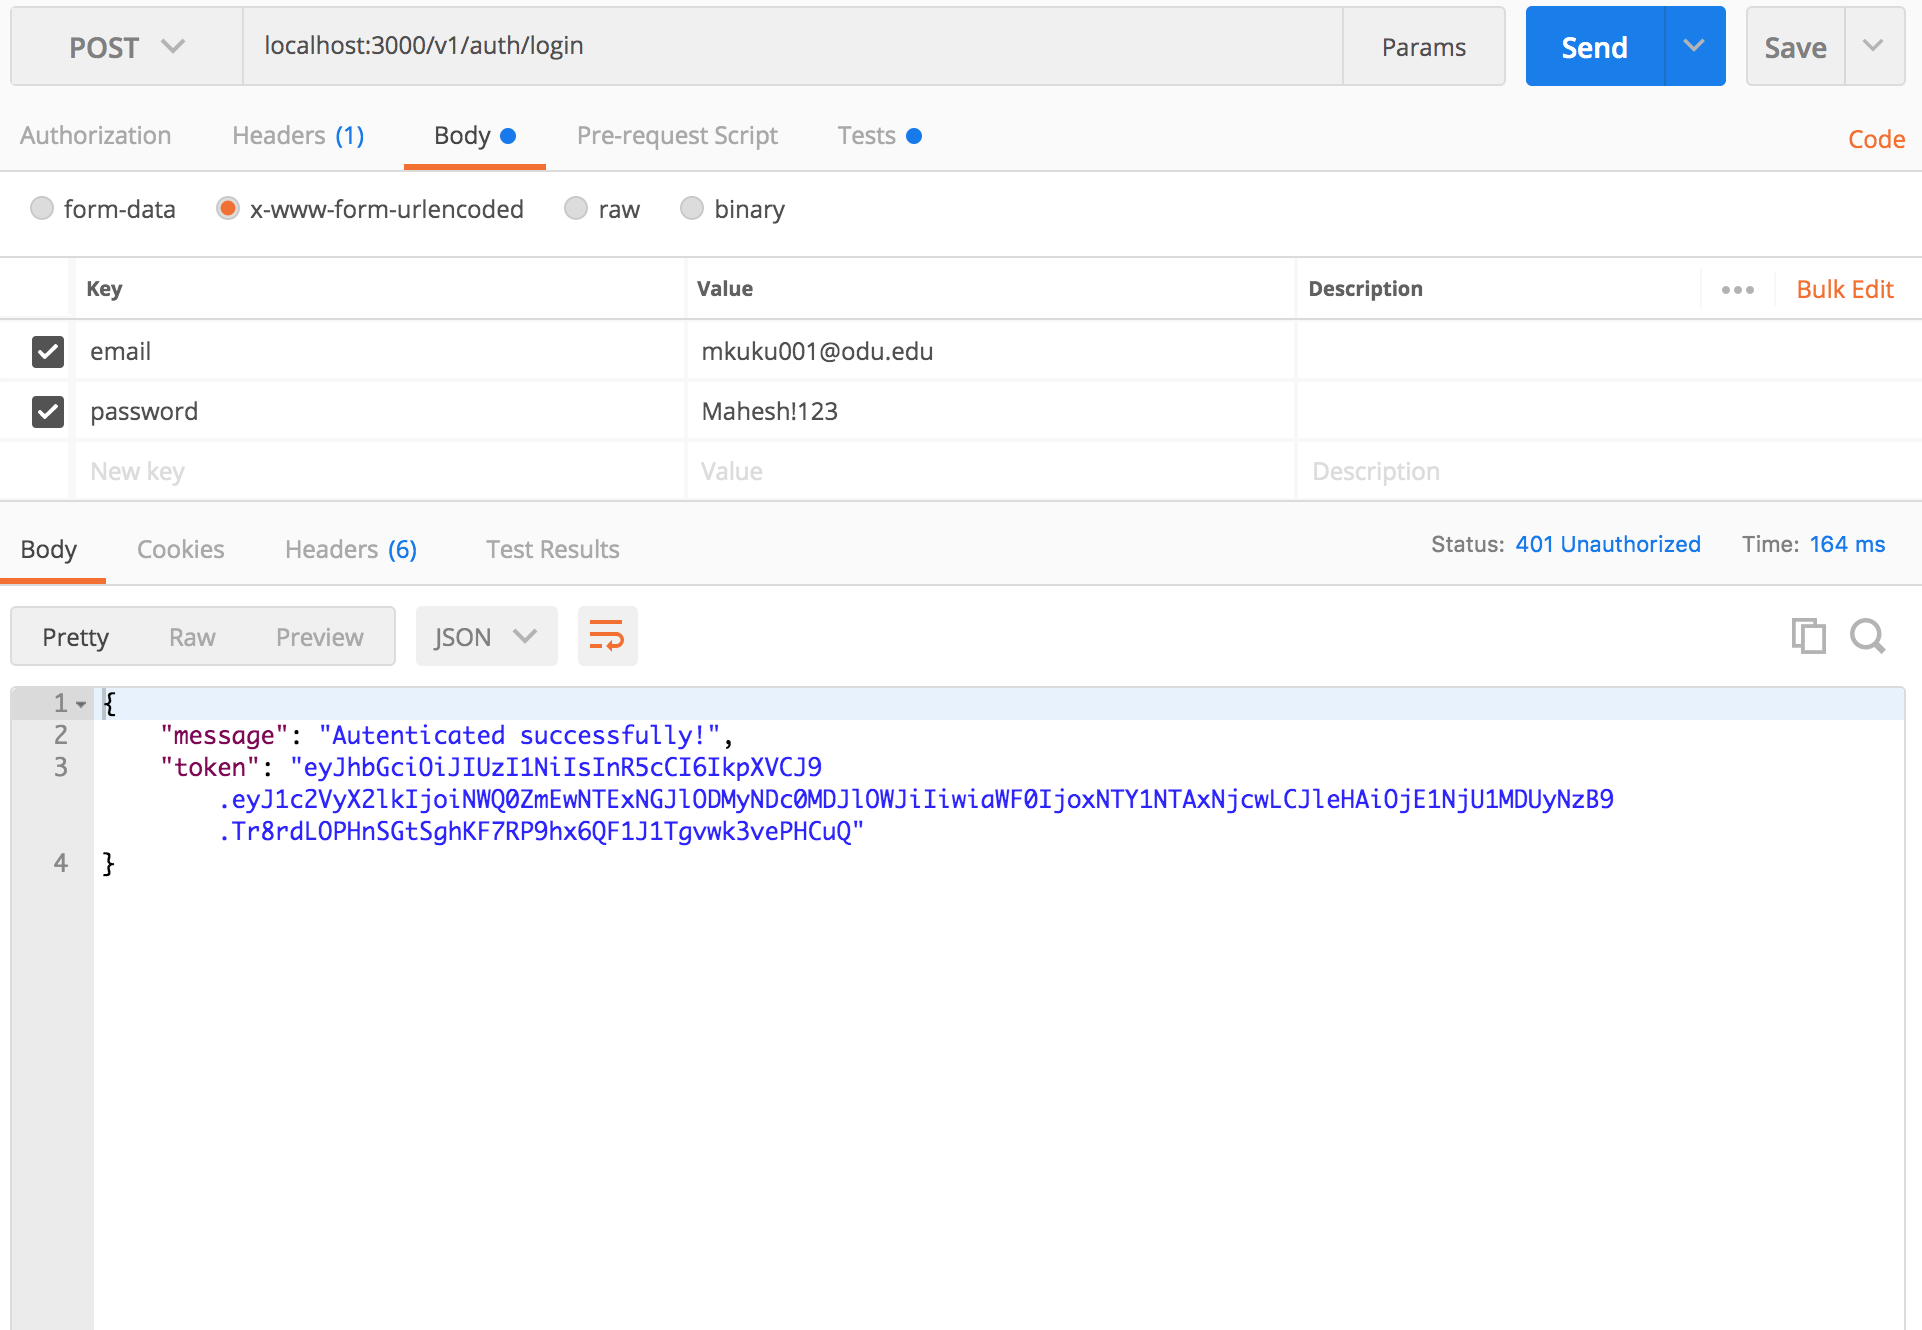 POST localhost:3000/v1/auth/login Params Send Save
Authorization Headers (1) Body Pre-request Script Tests Code
form-data x-www-form-urlencoded raw binary
Key Value Description Bulk Edit
email mkuku001@odu.edu
password Mahesh!123
New key Value Description
Body Cookies Headers (6) Test Results Status: 401 Unauthorized Time: 164 ms
Pretty Raw Preview JSON
1 {
2 "message": "Autenticated successfully!",
3 "token": "eyJhbGciOiJIUzI1NiIsInR5cCI6IkpXVCJ9
.eyJ1c2VyX2lkIjoiNWQ0ZmEwNTExNGJlODMyNDc0MDJlOWJiIiwiaWF0IjoxNTY1NTAxNjcwLCJleHAiOjE1NjU1MDUyNzB9
.Tr8rdLOPHnSGtSghKF7RP9hx6QF1J1Tgvwk3vePHCuQ"
4 }